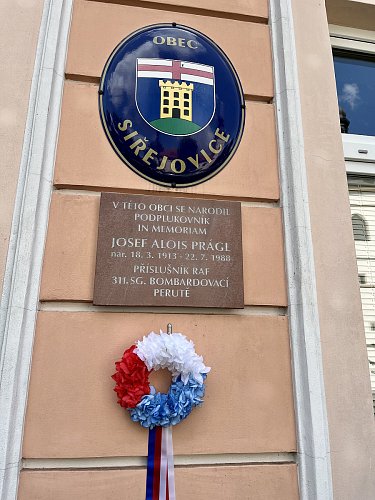 OBEC
SIŘEJOVICE
V TÉTO OBCI SE NARODIL
PODPLUKOVNÍK
IN MEMORIAM
JOSEF ALOIS PRÁGL
nar. 18. 3. 1913 - 22. 7. 1988
PŘÍSLUŠNÍK RAF
311. SG. BOMBARDOVACÍ
PERUTĚ